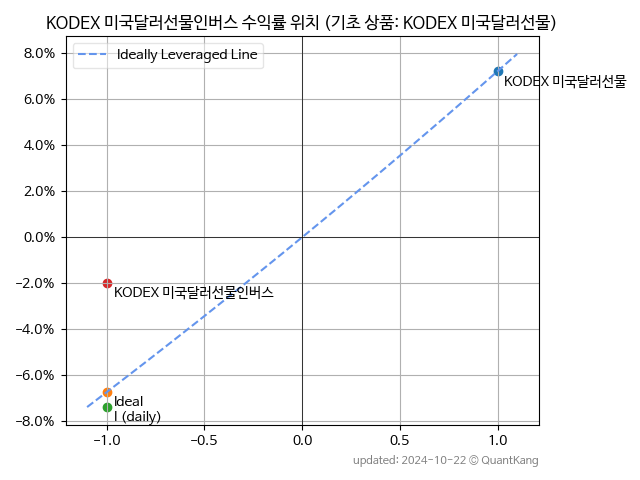 KODEX 미국달러선물인버스 수익률 위치 (기초 상품: KODEX 미국달러선물)
8.0%
Ideally Leveraged Line
KODEX 미국달러선물
6.0%
4.0%
2.0%
0.0%
-2.0%
KODEX 미국달러선물인버스
-4.0%
-6.0%
Ideal
l (daily)
-8.0%
-1.0 -0.5 0.0 0.5 1.0
updated: 2024-10-22 © QuantKang